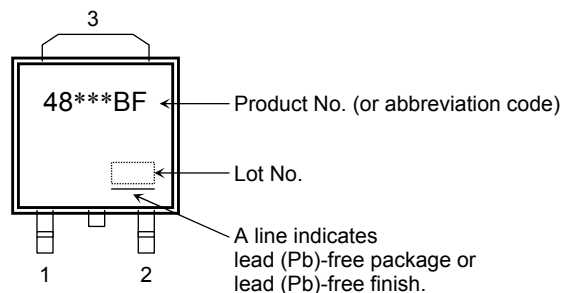 3
48***BF
Product No. (or abbreviation code)
Lot No.
A line indicates
lead (Pb)-free package or
lead (Pb)-free finish.
1
2